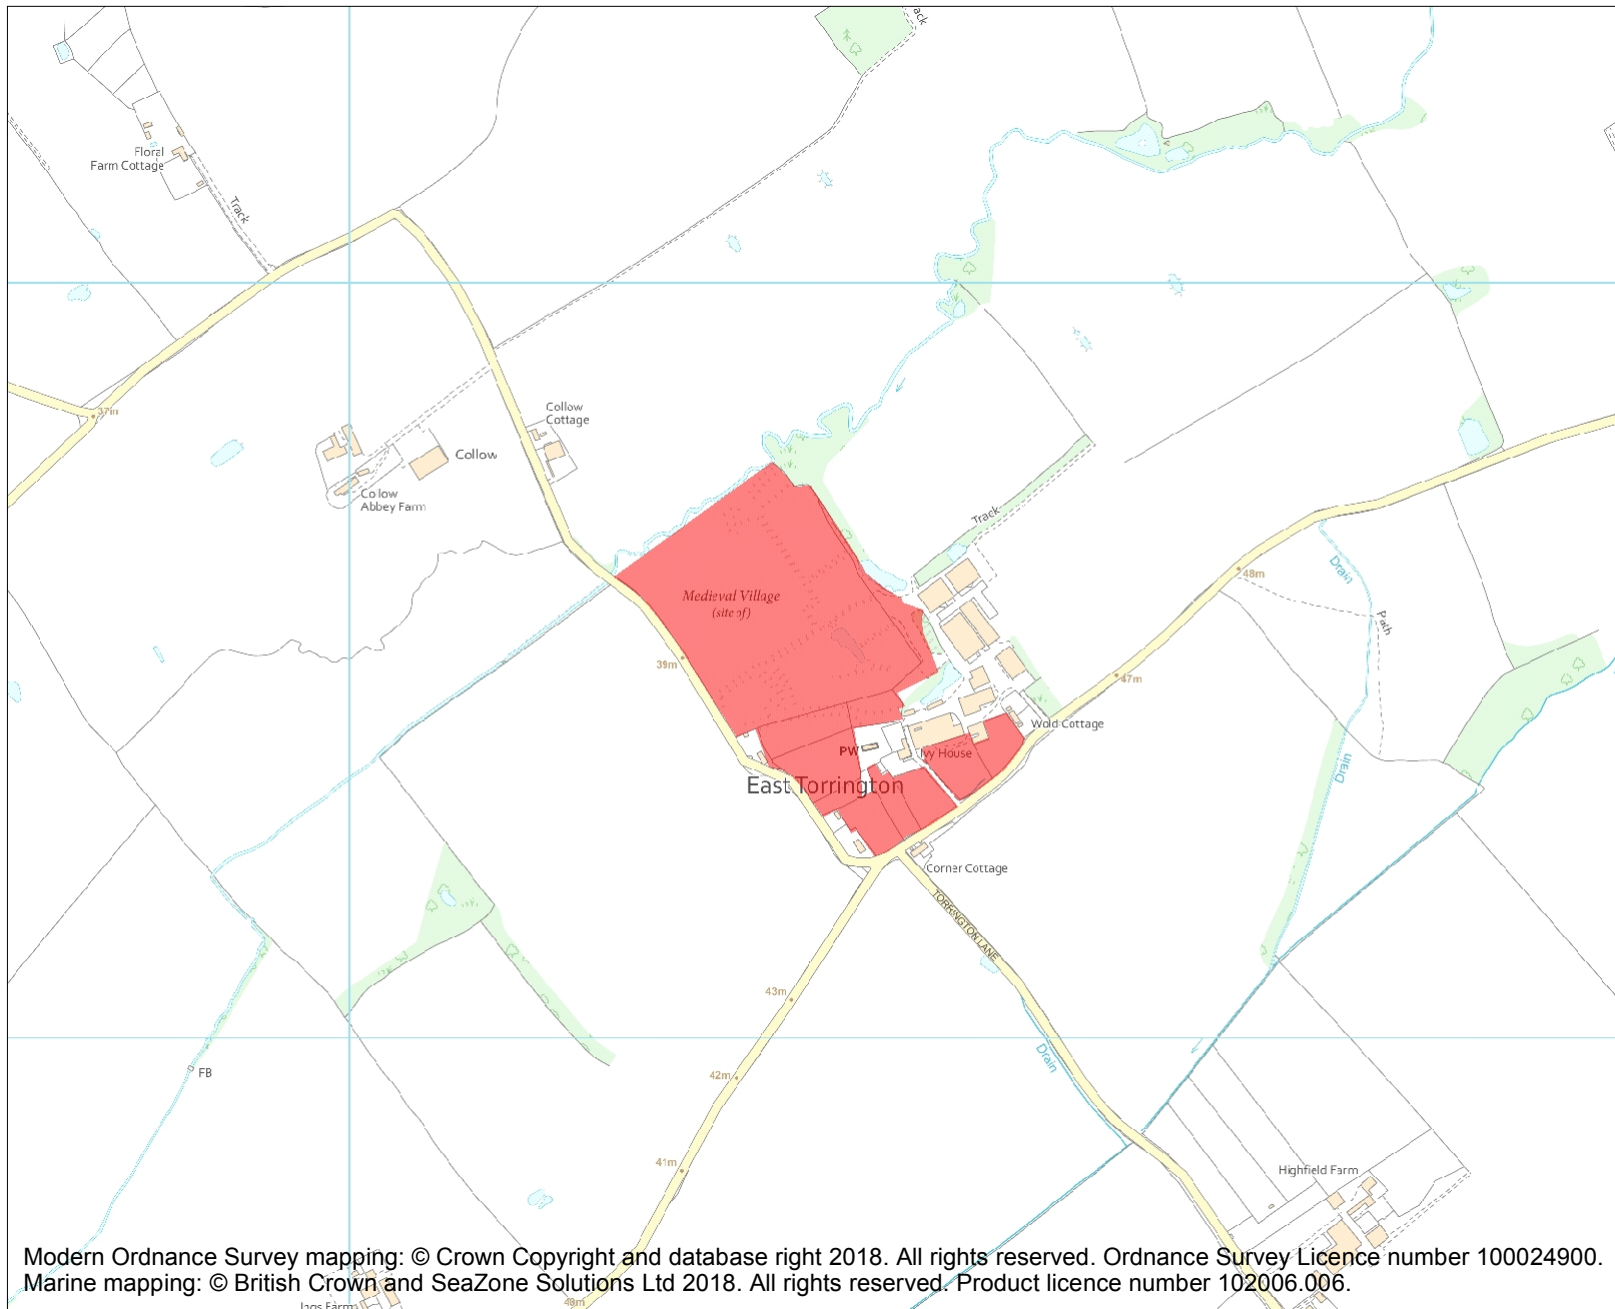 ack
Floral
Farm Cottage
Track
37m
Collow
Cottage
Collow
Collow
Abbey Farm
Track
Medieval Village
(site of)
39m
48m
Drain
Path
47m
Wold Cottage
PW
Ivy House
East Torrington
Drain
Corner Cottage
TORRINGTON LANE
43m
Drain
42m
FB
41m
Highfield Farm
Modern Ordnance Survey mapping: © Crown Copyright and database right 2018. All rights reserved. Ordnance Survey Licence number 100024900.
Marine mapping: © British Crown and SeaZone Solutions Ltd 2018. All rights reserved. Product licence number 102006.006.